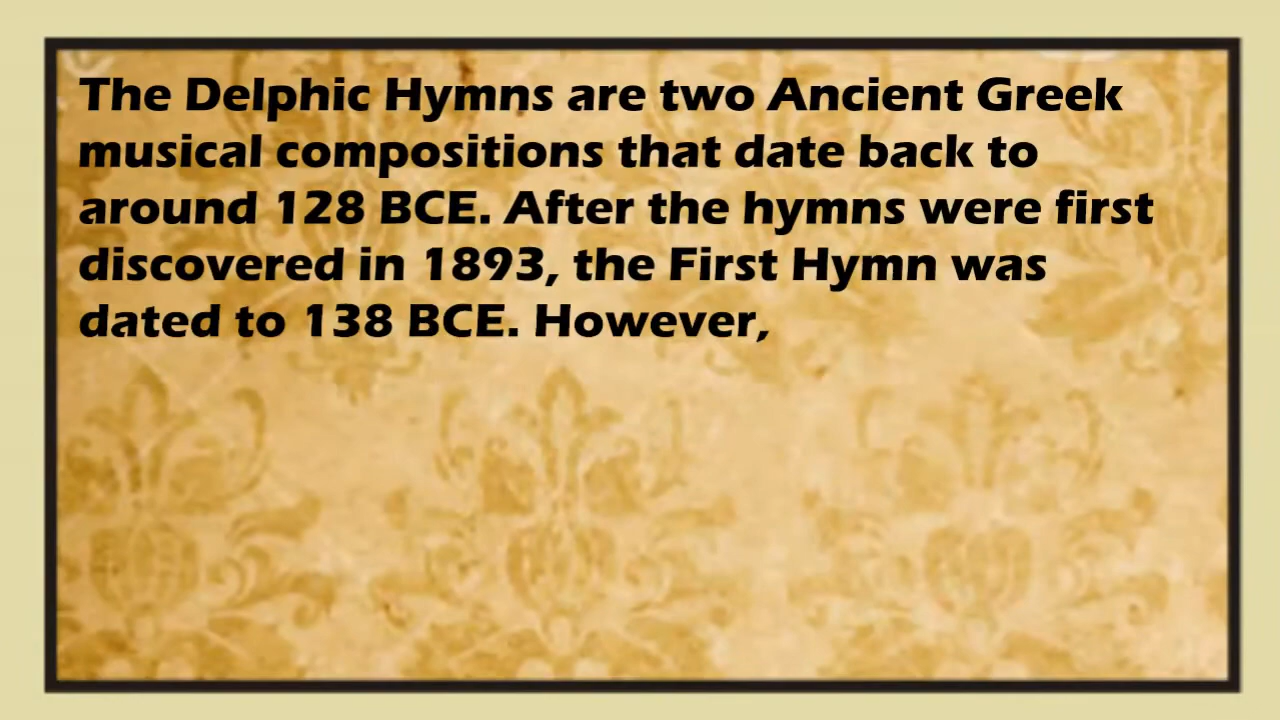 The Delphic Hymns are two Ancient Greek
musical compositions that date back to
around 128 BCE. After the hymns were first
discovered in 1893, the First Hymn was
dated to 138 BCE. However,